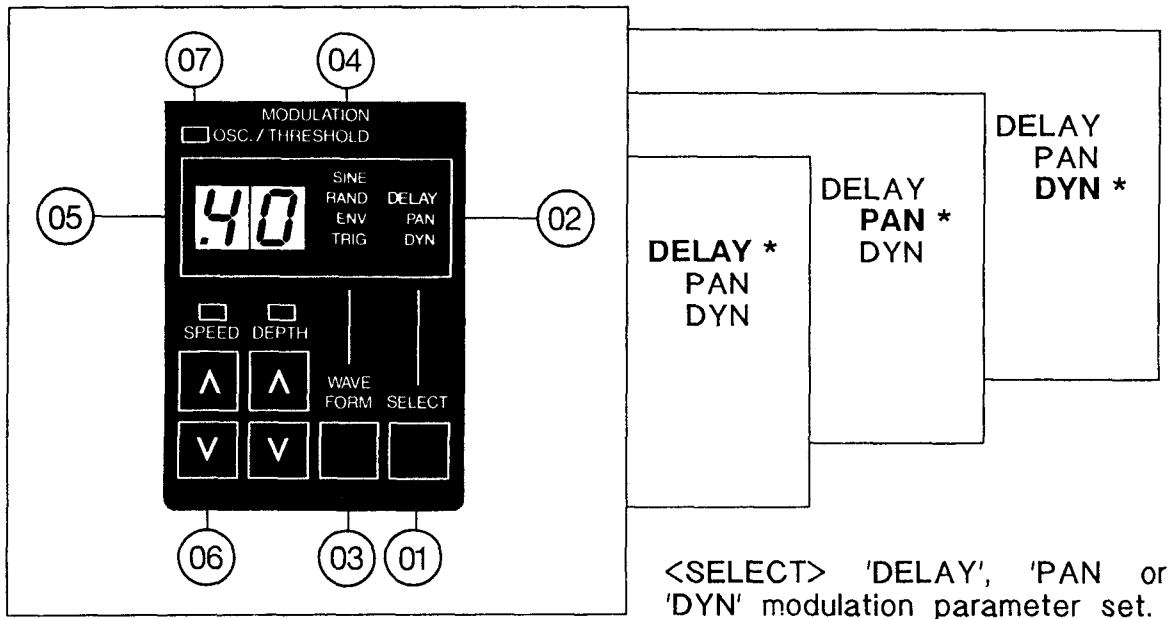 07
04
MODULATION
OSC. / THRESHOLD
05
.40
SINE
RAND DELAY
ENV PAN
TRIG DYN
02
SPEED DEPTH
WAVE
FORM SELECT
06
03
01
DELAY *
PAN
DYN
DELAY
PAN *
DYN
DELAY
PAN
DYN *
<SELECT> 'DELAY', 'PAN or
'DYN' modulation parameter set.